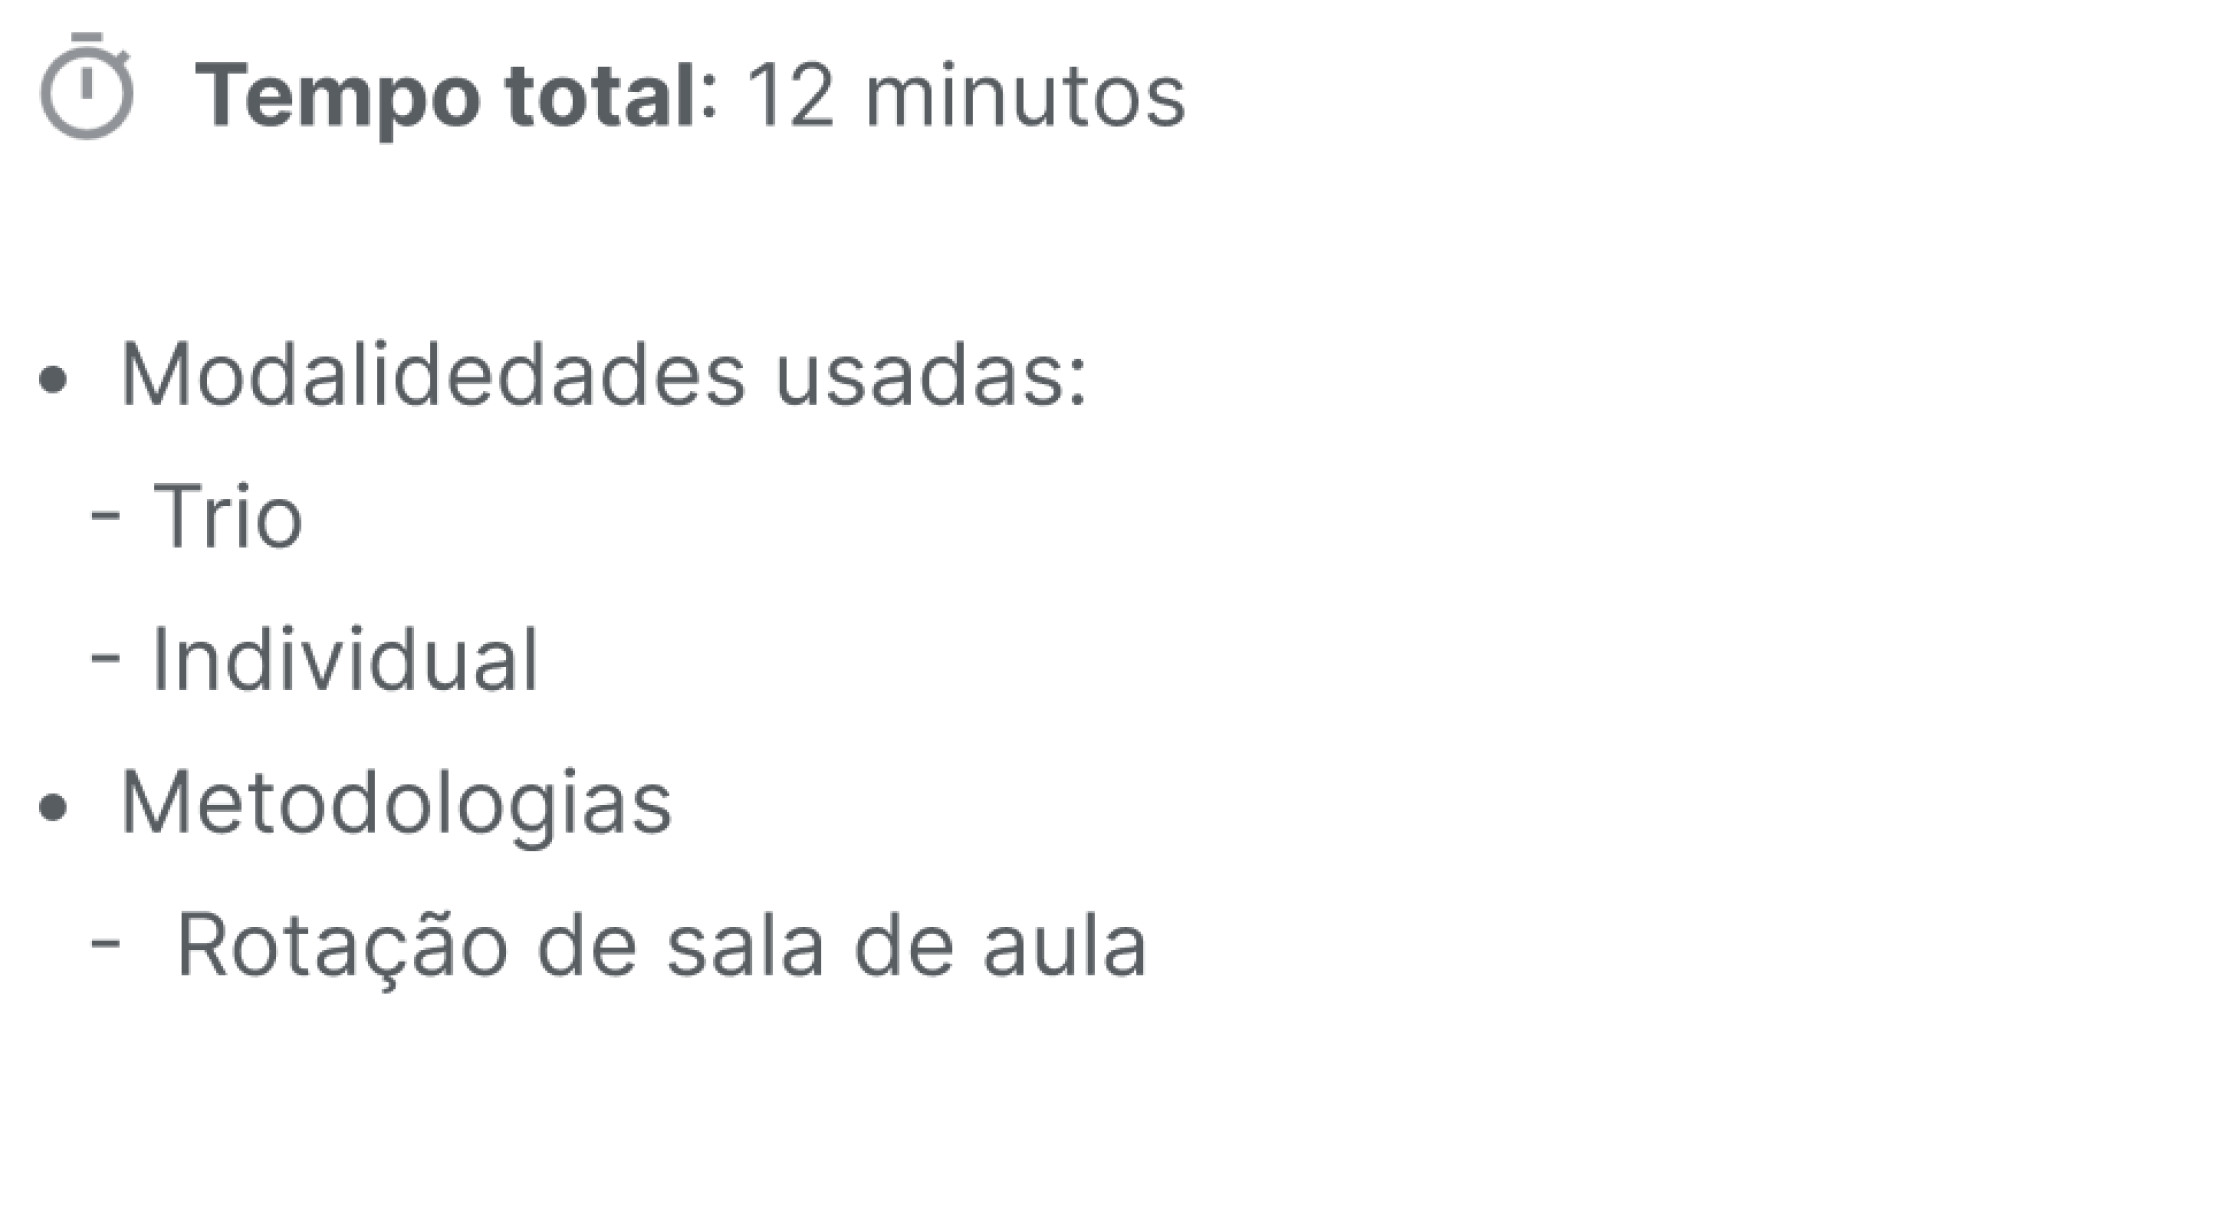 Tempo total: 12 minutos
• Modalidedades usadas:
- Trio
- Individual
• Metodologias
- Rotação de sala de aula